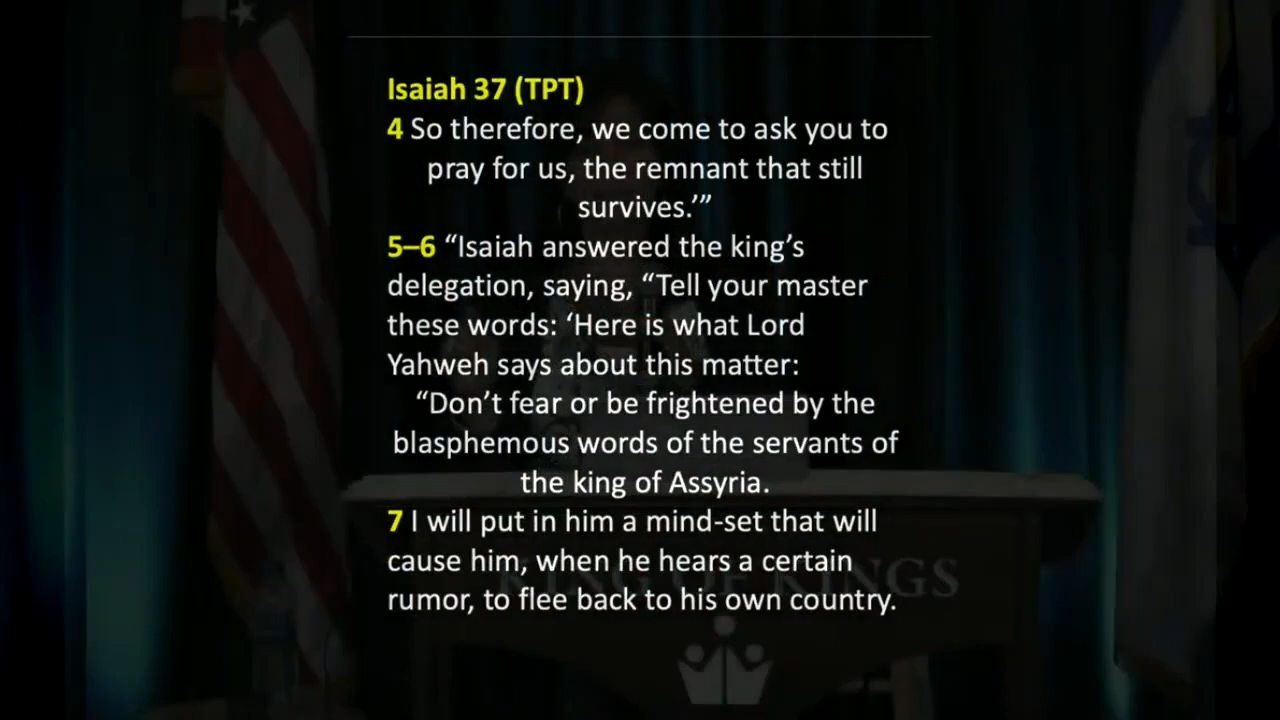 Isaiah 37 (TPT)
4 So therefore, we come to ask you to
pray for us, the remnant that still
survives.’”
5–6 “Isaiah answered the king’s
delegation, saying, “Tell your master
these words: ‘Here is what Lord
Yahweh says about this matter:
“Don’t fear or be frightened by the
blasphemous words of the servants of
the king of Assyria.
7 I will put in him a mind-set that will
cause him, when he hears a certain
rumor, to flee back to his own country.
KING OF KINGS